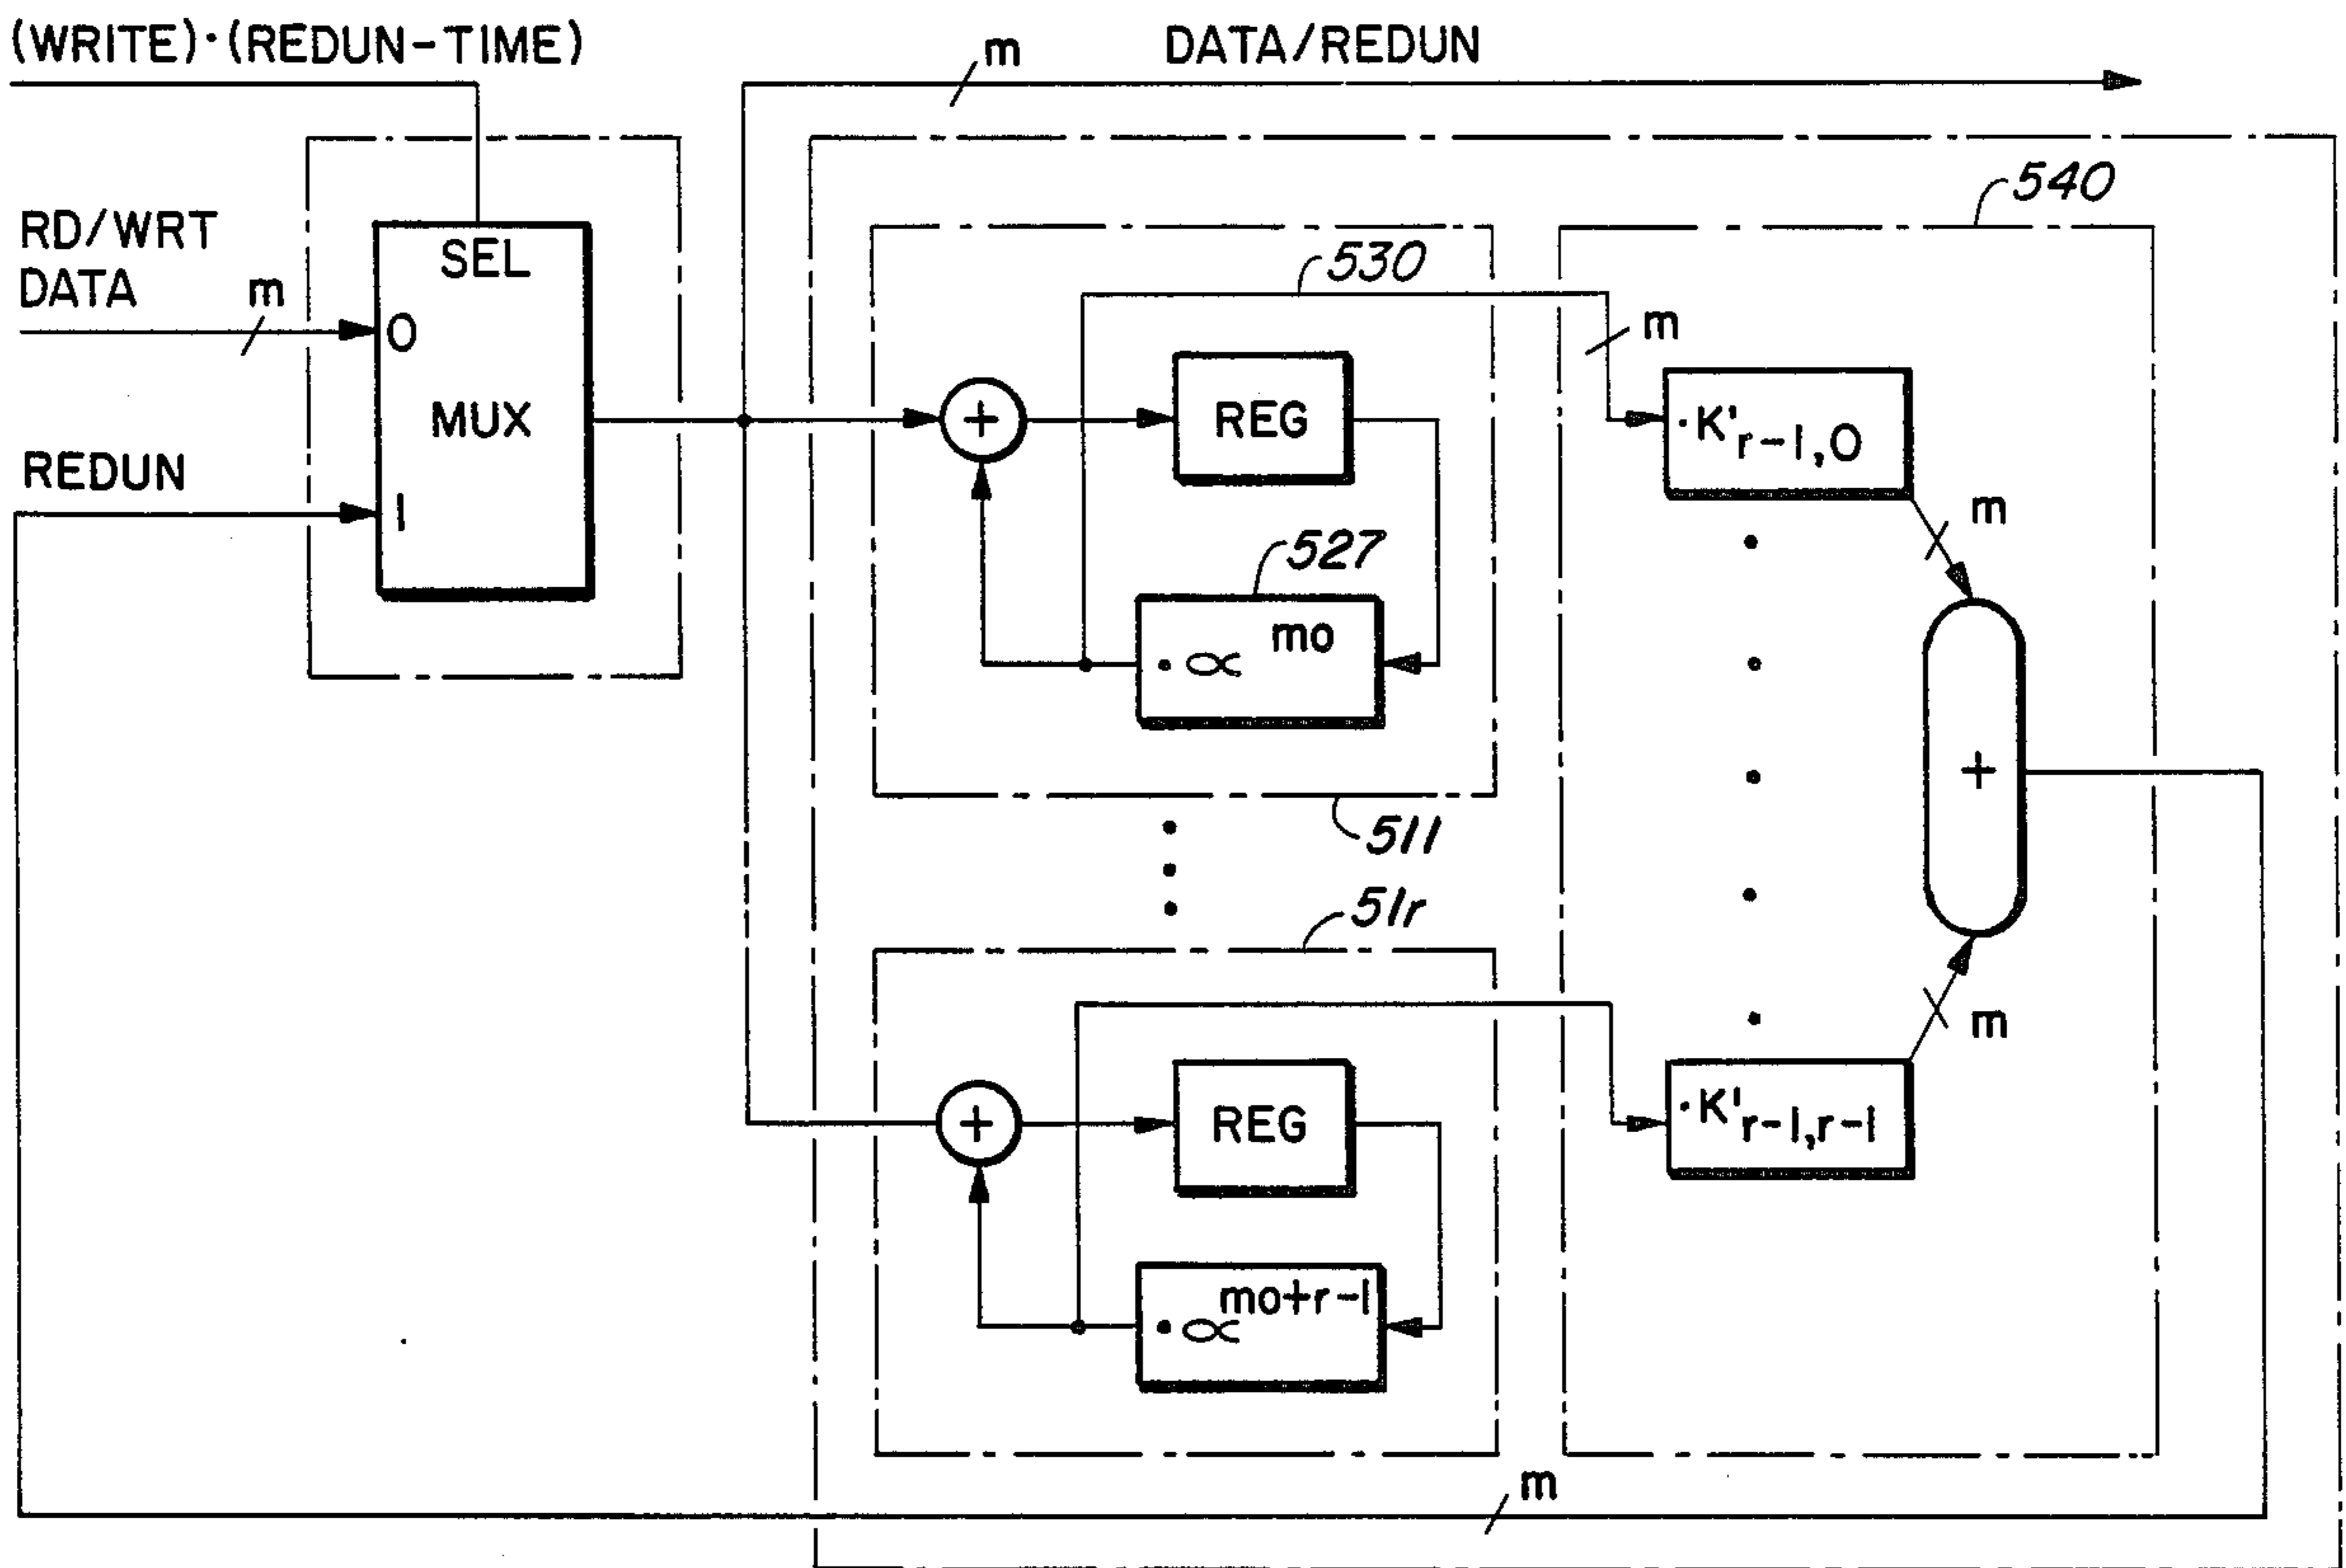 (WRITE)·(REDUN-TIME)
m
DATA/REDUN
540
RD/WRT
DATA
m
SEL
0
MUX
REDUN
1
530
m
+
REG
·K'r-1,0
m
527
·∝mo
+
511
51r
m
+
REG
·K'r-1,r-1
·∝mo+r-1
m